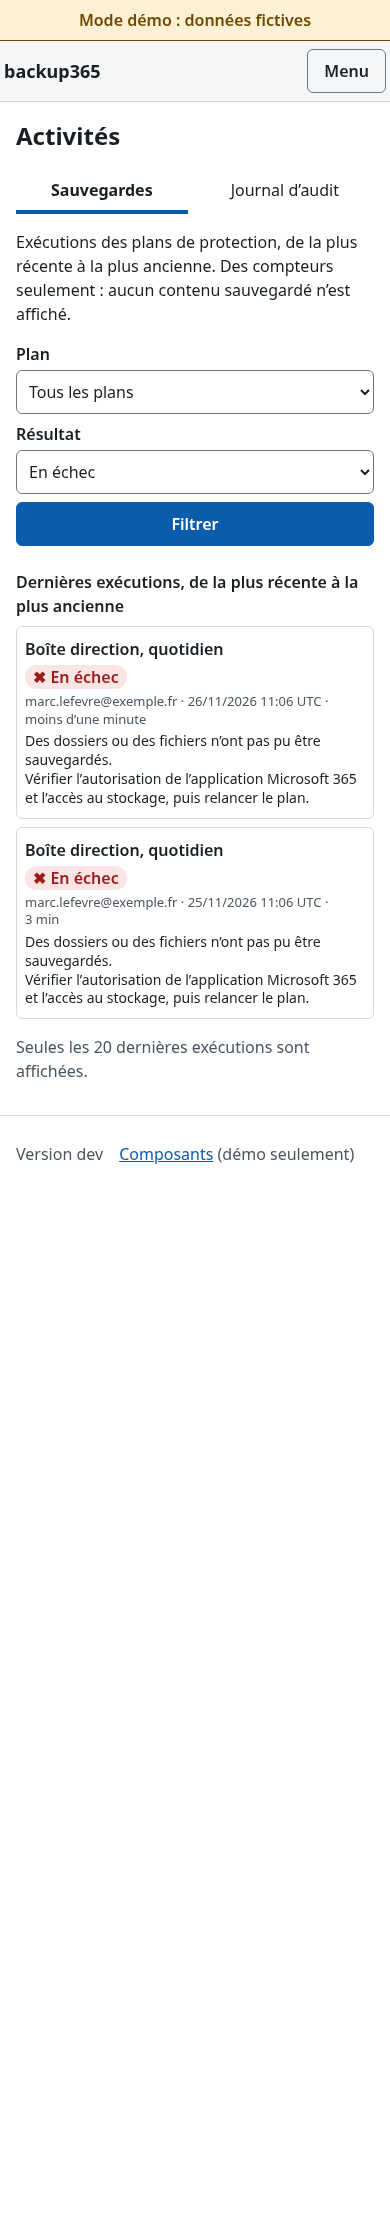 Mode démo : données fictives
backup365
Menu
Activités
Sauvegardes
Journal d’audit
Exécutions des plans de protection, de la plus
récente à la plus ancienne. Des compteurs
seulement : aucun contenu sauvegardé n’est
affiché.
Plan
Tous les plans
Résultat
En échec
Filtrer
Dernières exécutions, de la plus récente à la
plus ancienne
Boîte direction, quotidien
✖ En échec
marc.lefevre@exemple.fr · 26/11/2026 11:06 UTC ·
moins d’une minute
Des dossiers ou des fichiers n’ont pas pu être
sauvegardés.
Vérifier l’autorisation de l’application Microsoft 365
et l’accès au stockage, puis relancer le plan.
Boîte direction, quotidien
✖ En échec
marc.lefevre@exemple.fr · 25/11/2026 11:06 UTC ·
3 min
Des dossiers ou des fichiers n’ont pas pu être
sauvegardés.
Vérifier l’autorisation de l’application Microsoft 365
et l’accès au stockage, puis relancer le plan.
Seules les 20 dernières exécutions sont
affichées.
Version dev Composants (démo seulement)